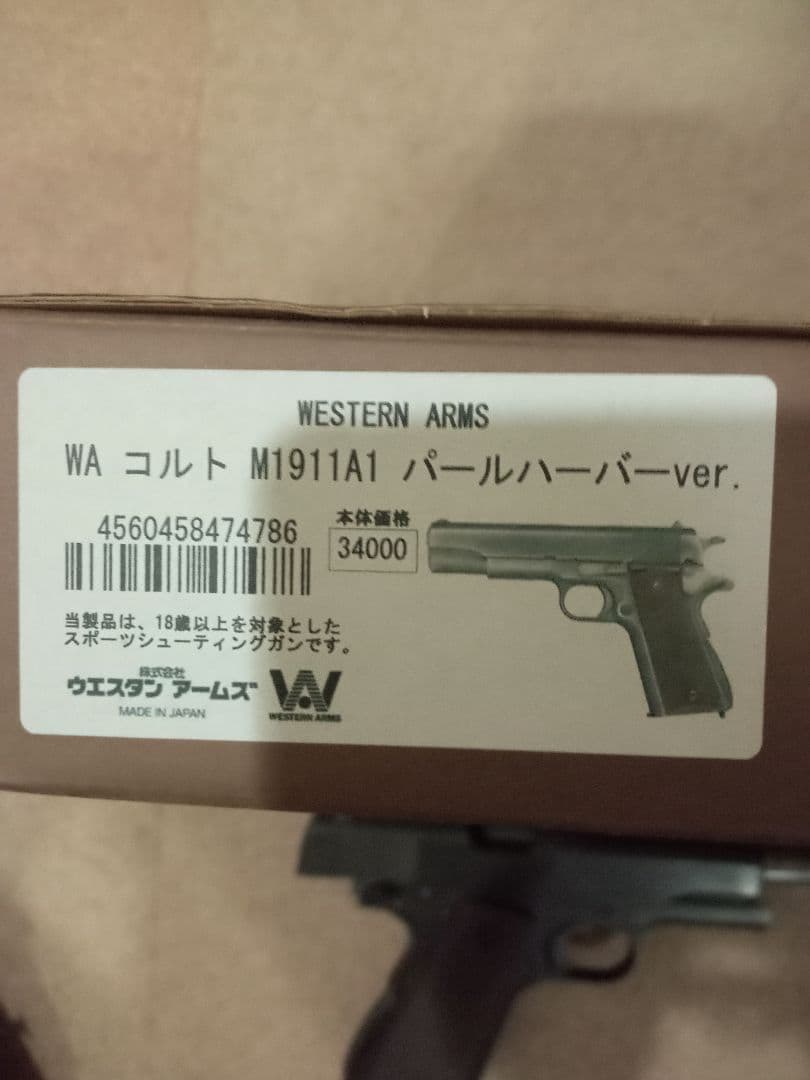 WESTERN ARMS
WA コルト M1911A1 パールハーバーver.
4560458474786
本体価格
34000
当製品は、18歳以上を対象とした
スポーツシューティングガンです。
株式会社
ウエスタン アームズ
MADE IN JAPAN
WA
WESTERN ARMS